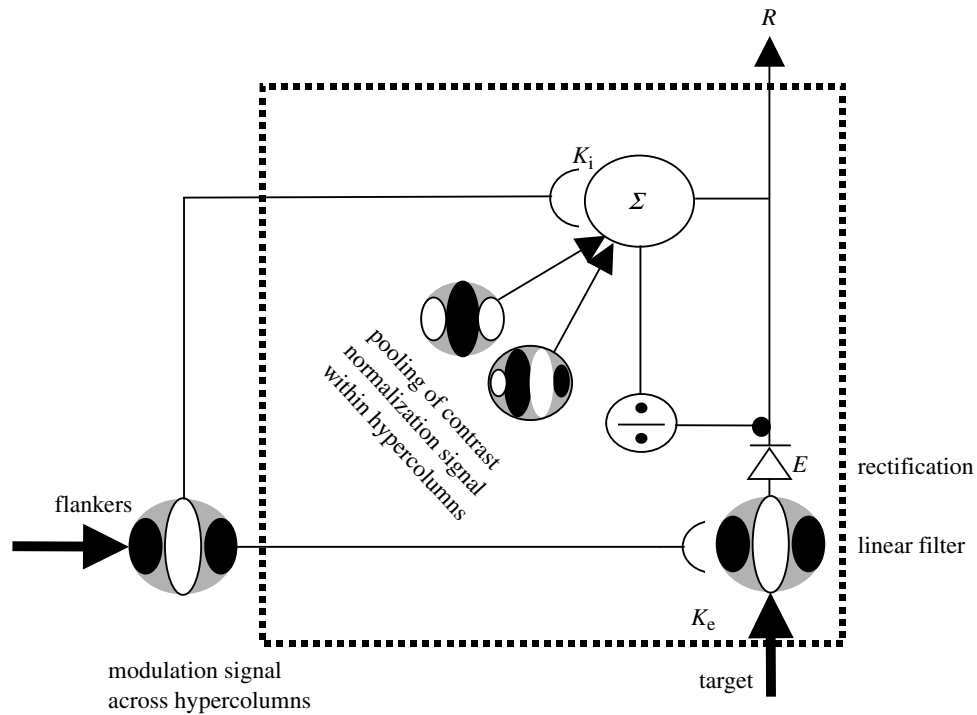 R
K_i
Σ
pooling of contrast
normalization signal
within hypercolumns
E
rectification
flankers
linear filter
K_e
target
modulation signal
across hypercolumns